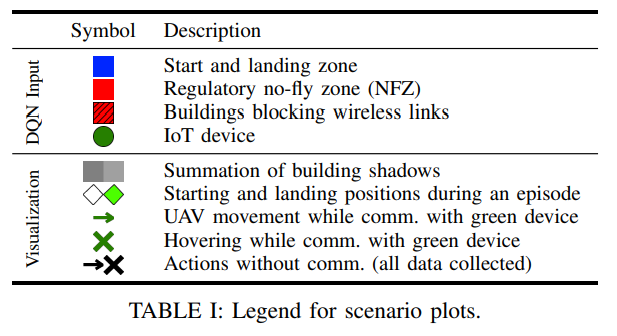 Symbol Description
DQN Input
Start and landing zone
Regulatory no-fly zone (NFZ)
Buildings blocking wireless links
IoT device
Visualization
Summation of building shadows
Starting and landing positions during an episode
UAV movement while comm. with green device
Hovering while comm. with green device
Actions without comm. (all data collected)
TABLE I: Legend for scenario plots.